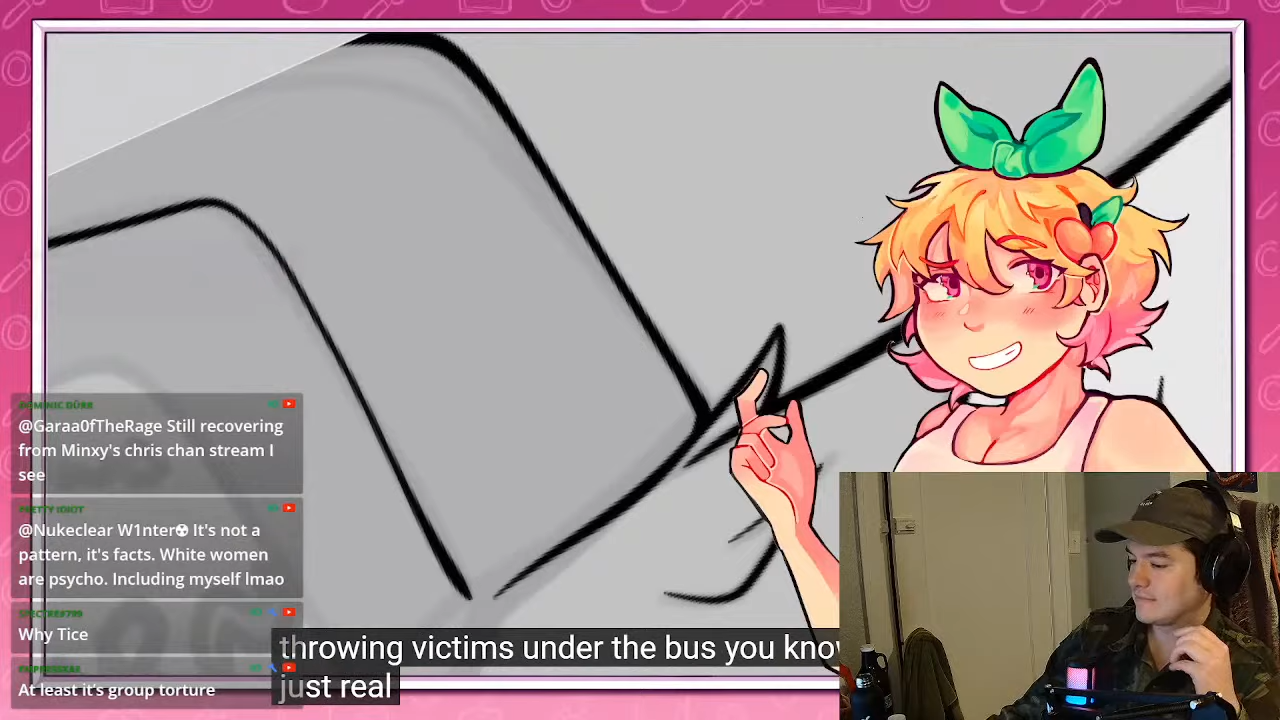 @Garaa0fTheRage Still recovering
from Minxy's chris chan stream I
see
@Nukeclear W1nter☢ It's not a
pattern, it's facts. White women
are psycho. Including myself lmao
Why Tice
At least it's group torture
throwing victims under the bus you know
just real